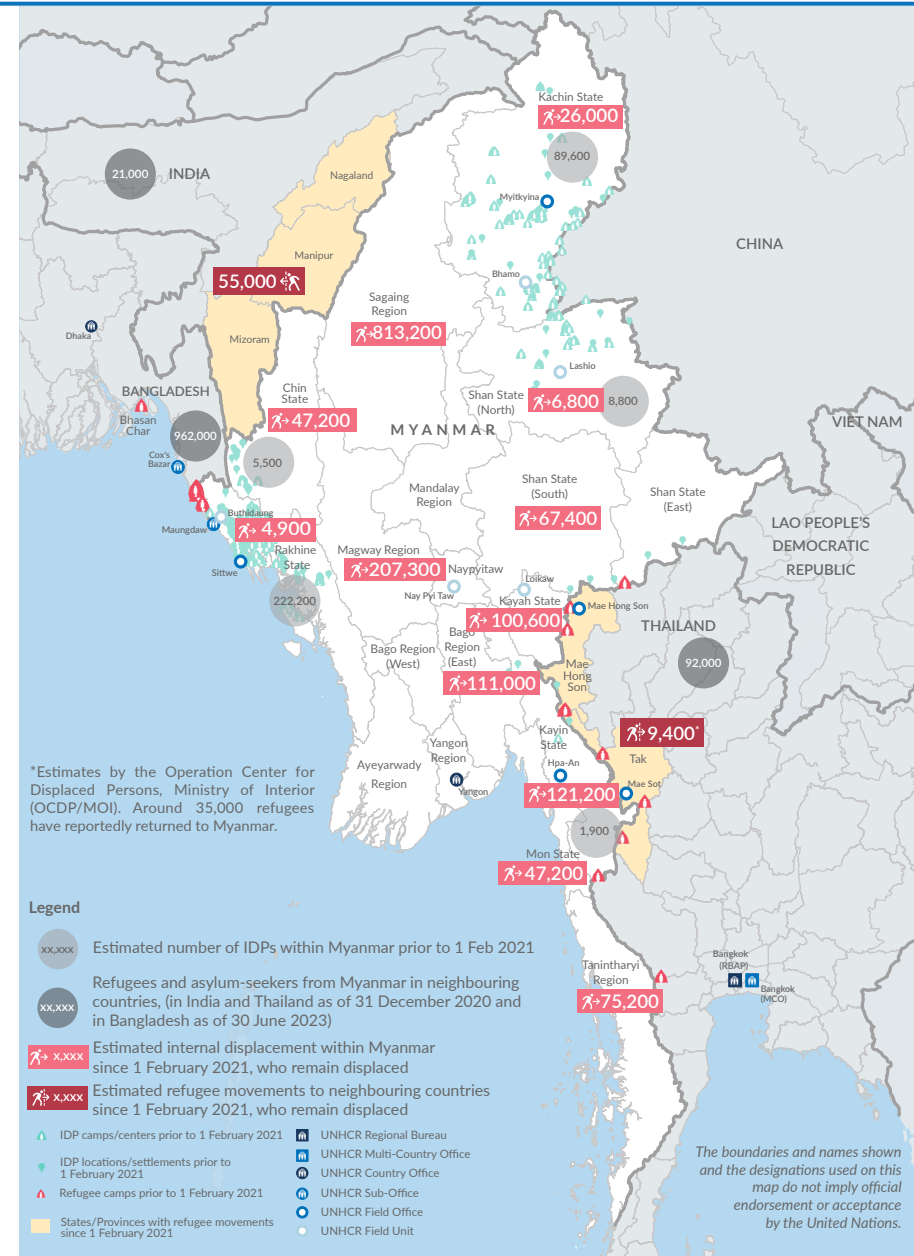 Kachin State
26,000
89,600
21,000
INDIA
Nagaland
Myitkyina
Manipur
CHINA
Bhamo
55,000
Sagaing
Region
813,200
Dhaka
Mizoram
Lashio
BANGLADESH
Bhasan
Char
Chin
State
47,200
Shan State
(North)
6,800
8,800
MYANMAR
VIET NAM
962,000
Cox's
Bazar
5,500
Mandalay
Region
Shan State
(South)
67,400
Shan State
(East)
Buthidaung
Maungdaw
4,900
Rakhine
State
Sittwe
LAO PEOPLE'S
DEMOCRATIC
REPUBLIC
Magway Region
207,300
Naypyitaw
Nay Pyi Taw
Loikaw
222,200
Kayah State
100,600
Mae Hong Son
THAILAND
92,000
Bago Region
(West)
Bago
Region
(East)
111,000
Mae
Hong
Son
9,400*
Kayin
State
Tak
Hpa-An
Mae Sot
121,200
Ayeyarwady
Region
Yangon
Region
Yangon
1,900
Mon State
47,200
*Estimates by the Operation Center for
Displaced Persons, Ministry of Interior
(OCDP/MOI). Around 35,000 refugees
have reportedly returned to Myanmar.
Tanintharyi
Region
75,200
Bangkok
(RBAP)
Bangkok
(MCO)
Legend
xx,xxx
Estimated number of IDPs within Myanmar prior to 1 Feb 2021
xx,xxx
Refugees and asylum-seekers from Myanmar in neighbouring
countries, (in India and Thailand as of 31 December 2020 and
in Bangladesh as of 30 June 2023)
x,xxx
Estimated internal displacement within Myanmar
since 1 February 2021, who remain displaced
x,xxx
Estimated refugee movements to neighbouring countries
since 1 February 2021, who remain displaced
IDP camps/centers prior to 1 February 2021
IDP locations/settlements prior to
1 February 2021
Refugee camps prior to 1 February 2021
States/Provinces with refugee movements
since 1 February 2021
UNHCR Regional Bureau
UNHCR Multi-Country Office
UNHCR Country Office
UNHCR Sub-Office
UNHCR Field Office
UNHCR Field Unit
The boundaries and names shown
and the designations used on this
map do not imply official
endorsement or acceptance
by the United Nations.